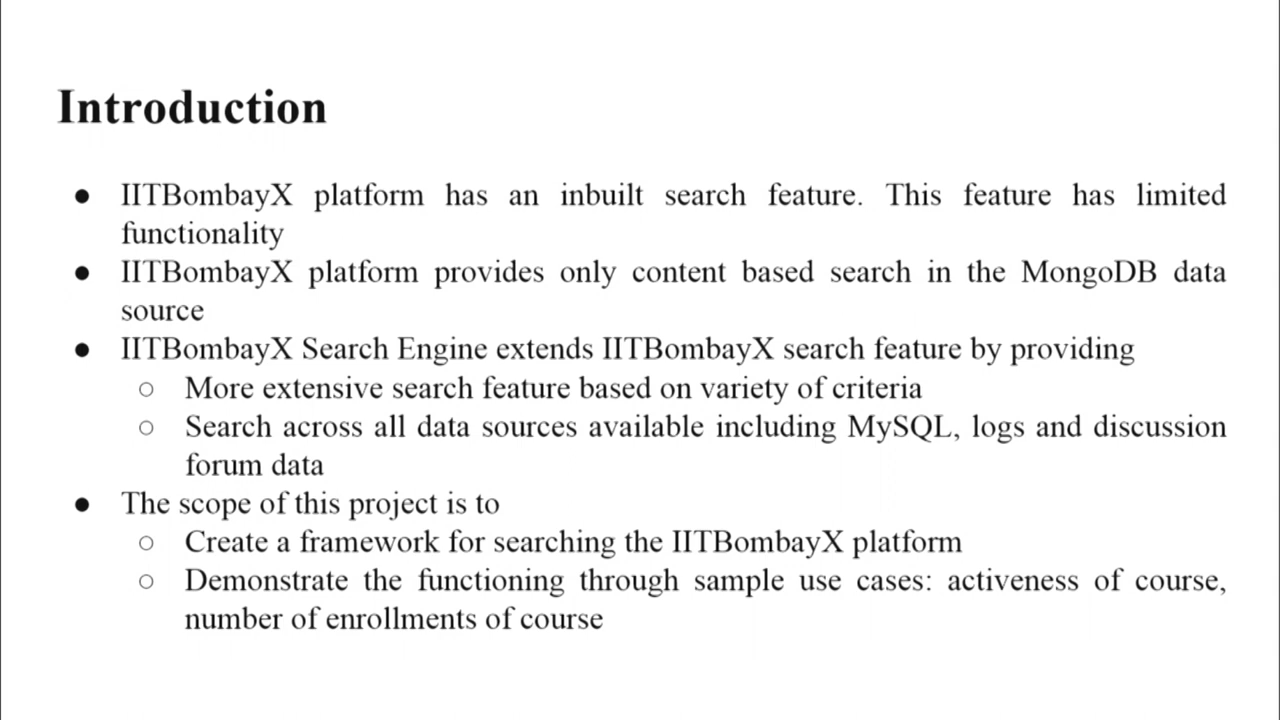 Introduction
● IITBombayX platform has an inbuilt search feature. This feature has limited
functionality
● IITBombayX platform provides only content based search in the MongoDB data
source
● IITBombayX Search Engine extends IITBombayX search feature by providing
○ More extensive search feature based on variety of criteria
○ Search across all data sources available including MySQL, logs and discussion
forum data
● The scope of this project is to
○ Create a framework for searching the IITBombayX platform
○ Demonstrate the functioning through sample use cases: activeness of course,
number of enrollments of course